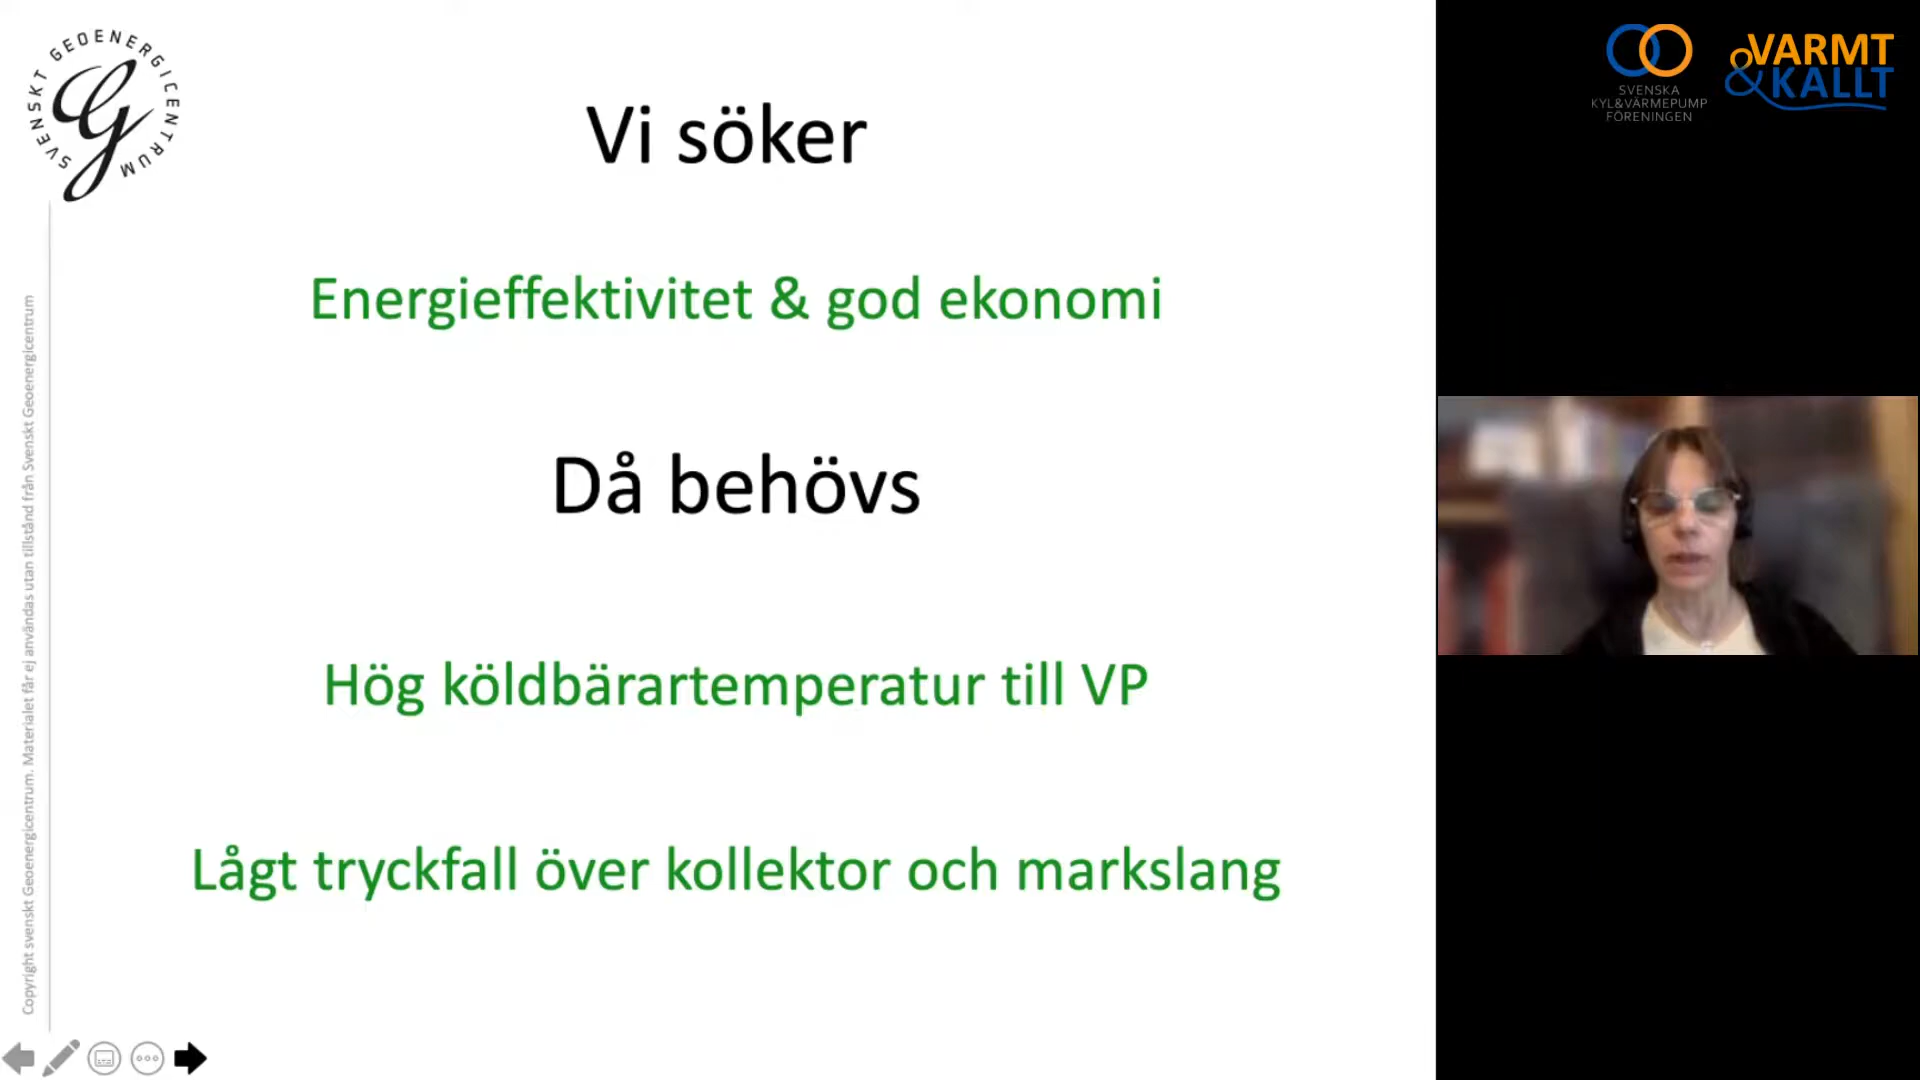 SVENSKT GEOENERGICENTRUM
Vi söker
Energieffektivitet & god ekonomi
Då behövs
Hög köldbärartemperatur till VP
Lågt tryckfall över kollektor och markslang
Copyright svenskt Geoenergicentrum. Materialet får ej användas utan tillstånd från Svenskt Geoenergicentrum
SVENSKA
KYL&VÄRMEPUMP
FÖRENINGEN
VARMT
&KALLT